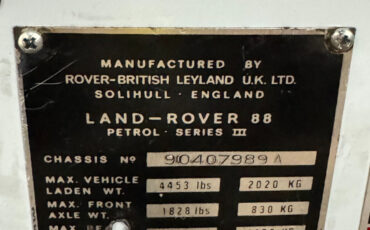 MANUFACTURED BY
ROVER-BRITISH LEYLAND U.K. LTD.
SOLIHULL · ENGLAND
LAND-ROVER 88
PETROL · SERIES III
CHASSIS Nº 90407989A
MAX. VEHICLE
LADEN WT. 4453 lbs 2020 KG
MAX. FRONT
AXLE WT. 1828 lbs 830 KG
MAX.